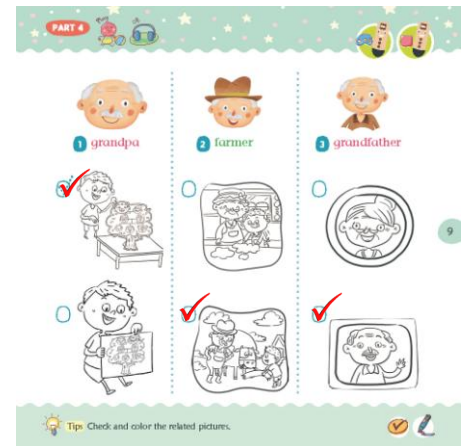 PART 4
1 grandpa
2 farmer
3 grandfather
9
Tips Check and color the related pictures.